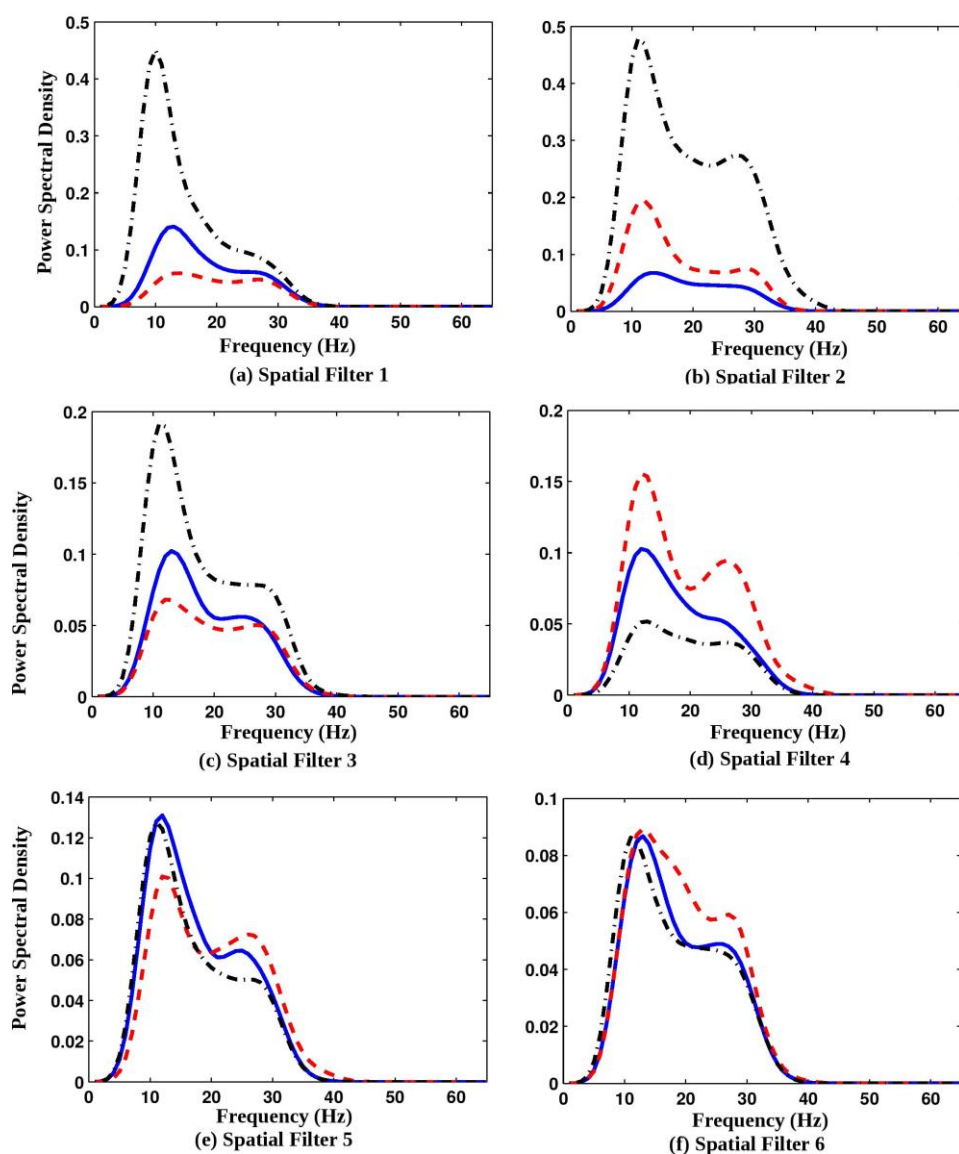 0.5
0.4
0.3
0.2
0.1
0
0 10 20 30 40 50 60
Power Spectral Density
Frequency (Hz)
(a) Spatial Filter 1
0.5
0.4
0.3
0.2
0.1
0
0 10 20 30 40 50 60
Frequency (Hz)
(b) Spatial Filter 2
0.2
0.15
0.1
0.05
0
0 10 20 30 40 50 60
Power Spectral Density
Frequency (Hz)
(c) Spatial Filter 3
0.2
0.15
0.1
0.05
0
0 10 20 30 40 50 60
Frequency (Hz)
(d) Spatial Filter 4
0.14
0.12
0.1
0.08
0.06
0.04
0.02
0
0 10 20 30 40 50 60
Power Spectral Density
Frequency (Hz)
(e) Spatial Filter 5
0.1
0.08
0.06
0.04
0.02
0
0 10 20 30 40 50 60
Frequency (Hz)
(f) Spatial Filter 6